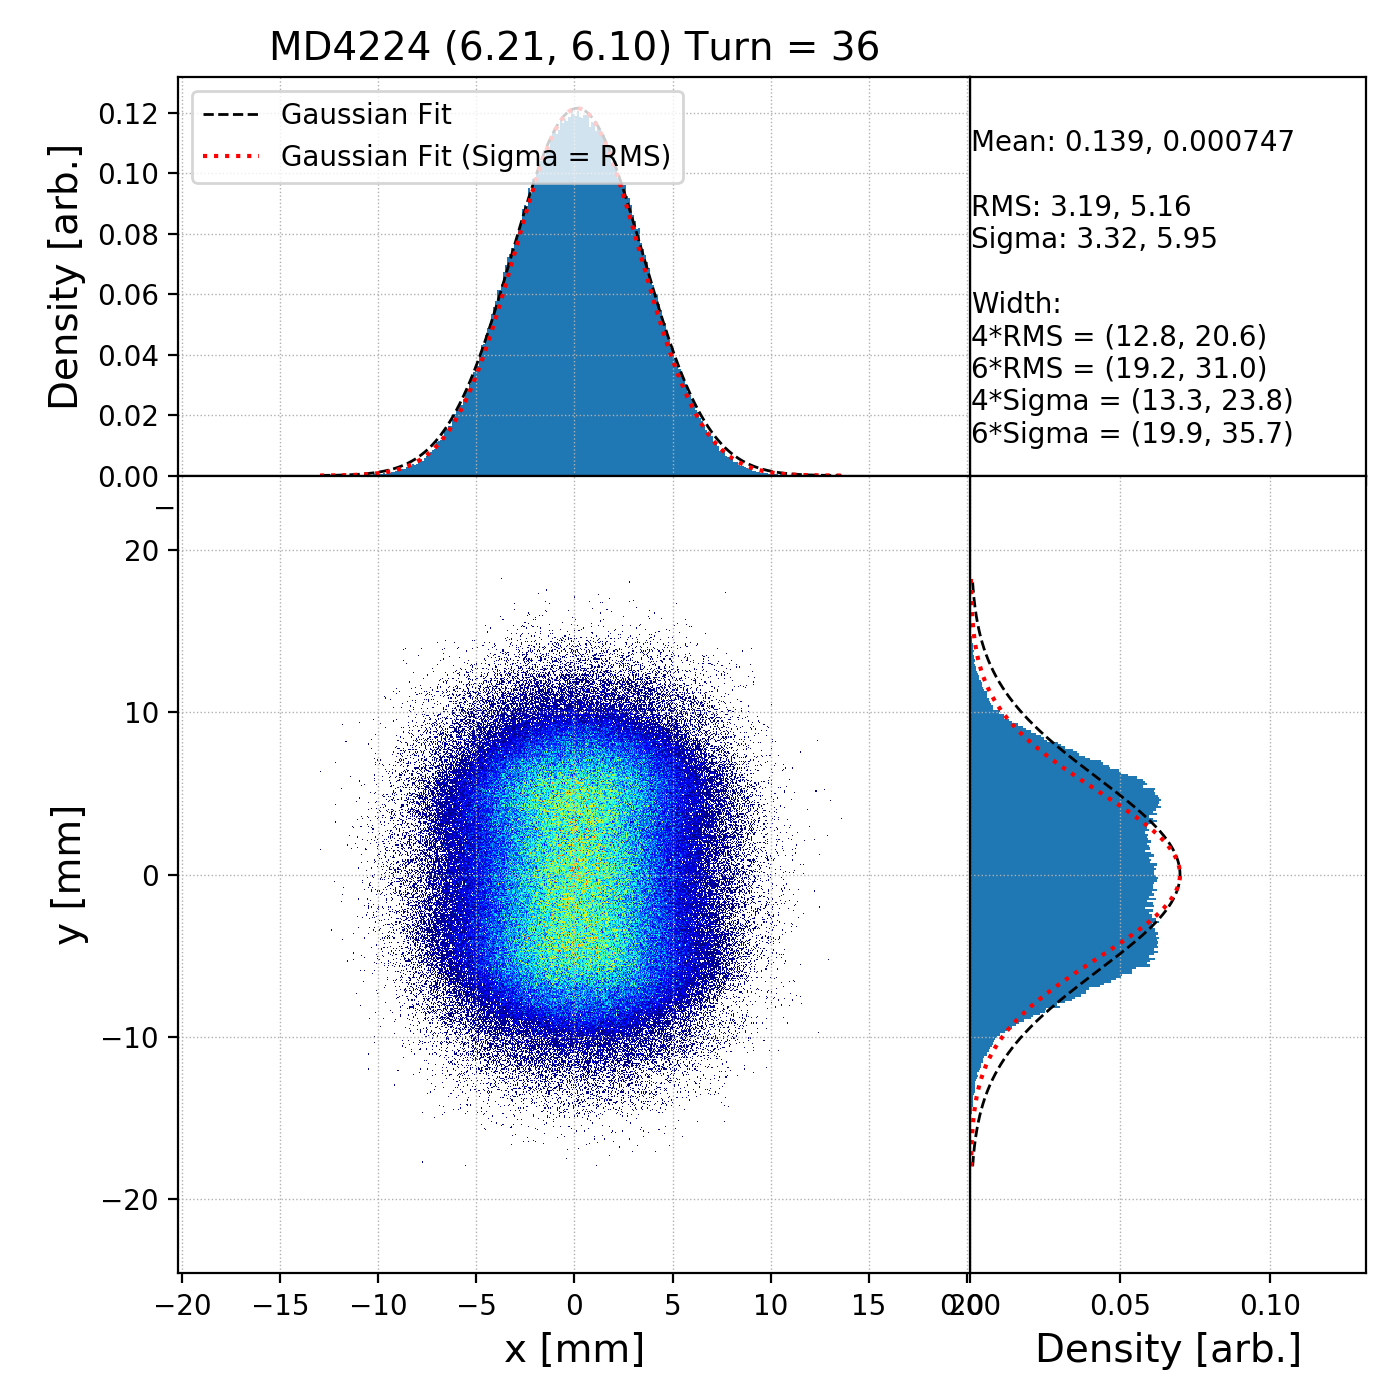 MD4224 (6.21, 6.10) Turn = 36
Gaussian Fit
Gaussian Fit (Sigma = RMS)
Density [arb.]
0.12
0.10
0.08
0.06
0.04
0.02
0.00
Mean: 0.139, 0.000747
RMS: 3.19, 5.16
Sigma: 3.32, 5.95
Width:
4*RMS = (12.8, 20.6)
6*RMS = (19.2, 31.0)
4*Sigma = (13.3, 23.8)
6*Sigma = (19.9, 35.7)
y [mm]
20
10
0
−10
−20
−20 −15 −10 −5 0 5 10 15 20
x [mm]
0.00 0.05 0.10
Density [arb.]